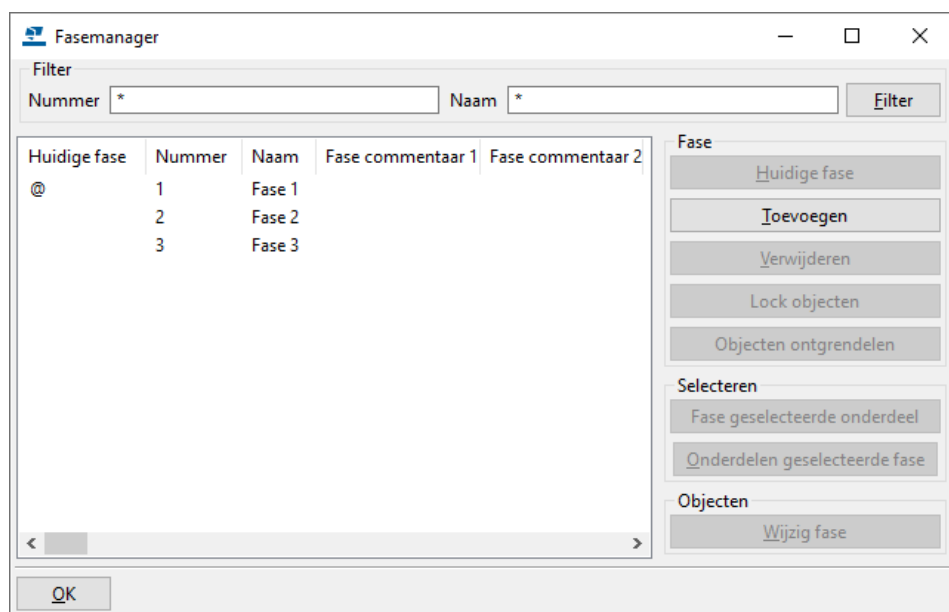 Fasemanager
Filter
Nummer * Naam * Filter
Huidige fase Nummer Naam Fase commentaar 1 Fase commentaar 2
@ 1 Fase 1
2 Fase 2
3 Fase 3
Fase
Huidige fase
Toevoegen
Verwijderen
Lock objecten
Objecten ontgrendelen
Selecteren
Fase geselecteerde onderdeel
Onderdelen geselecteerde fase
Objecten
Wijzig fase
OK